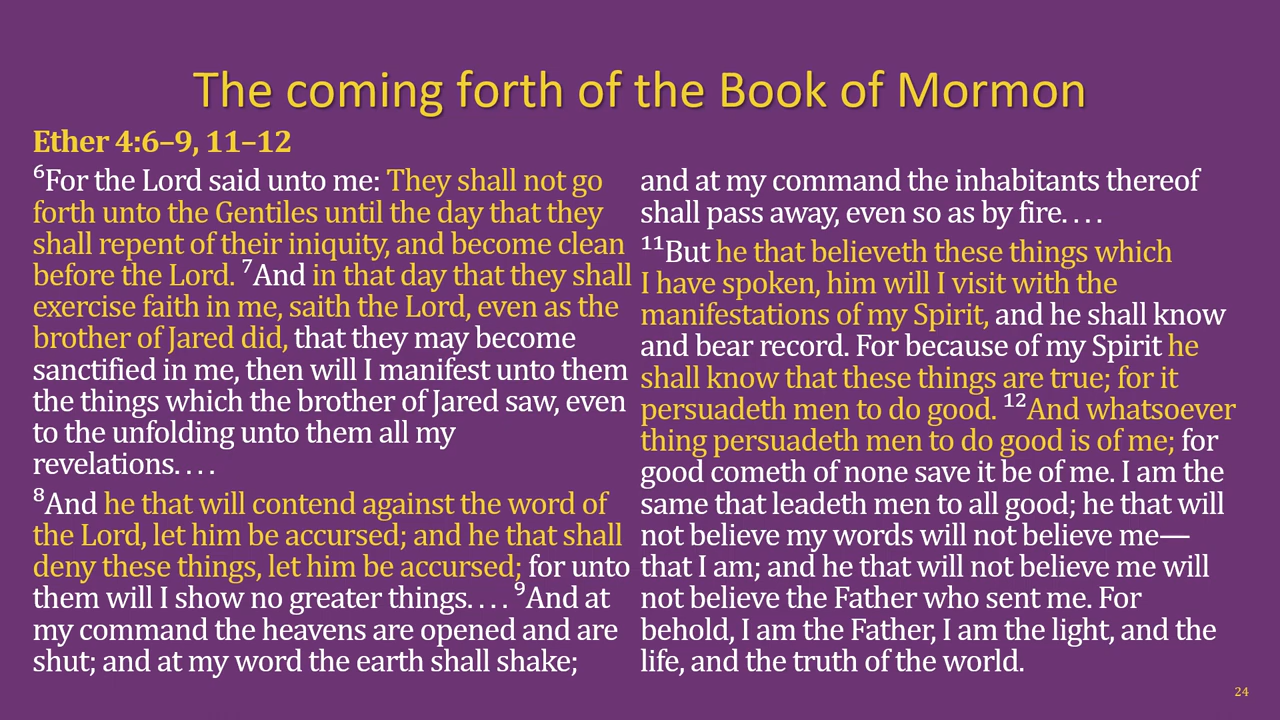 The coming forth of the Book of Mormon
Ether 4:6–9, 11–12
⁶For the Lord said unto me: They shall not go
forth unto the Gentiles until the day that they
shall repent of their iniquity, and become clean
before the Lord. ⁷And in that day that they shall
exercise faith in me, saith the Lord, even as the
brother of Jared did, that they may become
sanctified in me, then will I manifest unto them
the things which the brother of Jared saw, even
to the unfolding unto them all my
revelations. . . .
⁸And he that will contend against the word of
the Lord, let him be accursed; and he that shall
deny these things, let him be accursed; for unto
them will I show no greater things. . . . ⁹And at
my command the heavens are opened and are
shut; and at my word the earth shall shake;
and at my command the inhabitants thereof
shall pass away, even so as by fire. . . .
¹¹But he that believeth these things which
I have spoken, him will I visit with the
manifestations of my Spirit, and he shall know
and bear record. For because of my Spirit he
shall know that these things are true; for it
persuadeth men to do good. ¹²And whatsoever
thing persuadeth men to do good is of me; for
good cometh of none save it be of me. I am the
same that leadeth men to all good; he that will
not believe my words will not believe me—
that I am; and he that will not believe me will
not believe the Father who sent me. For
behold, I am the Father, I am the light, and the
life, and the truth of the world.
24